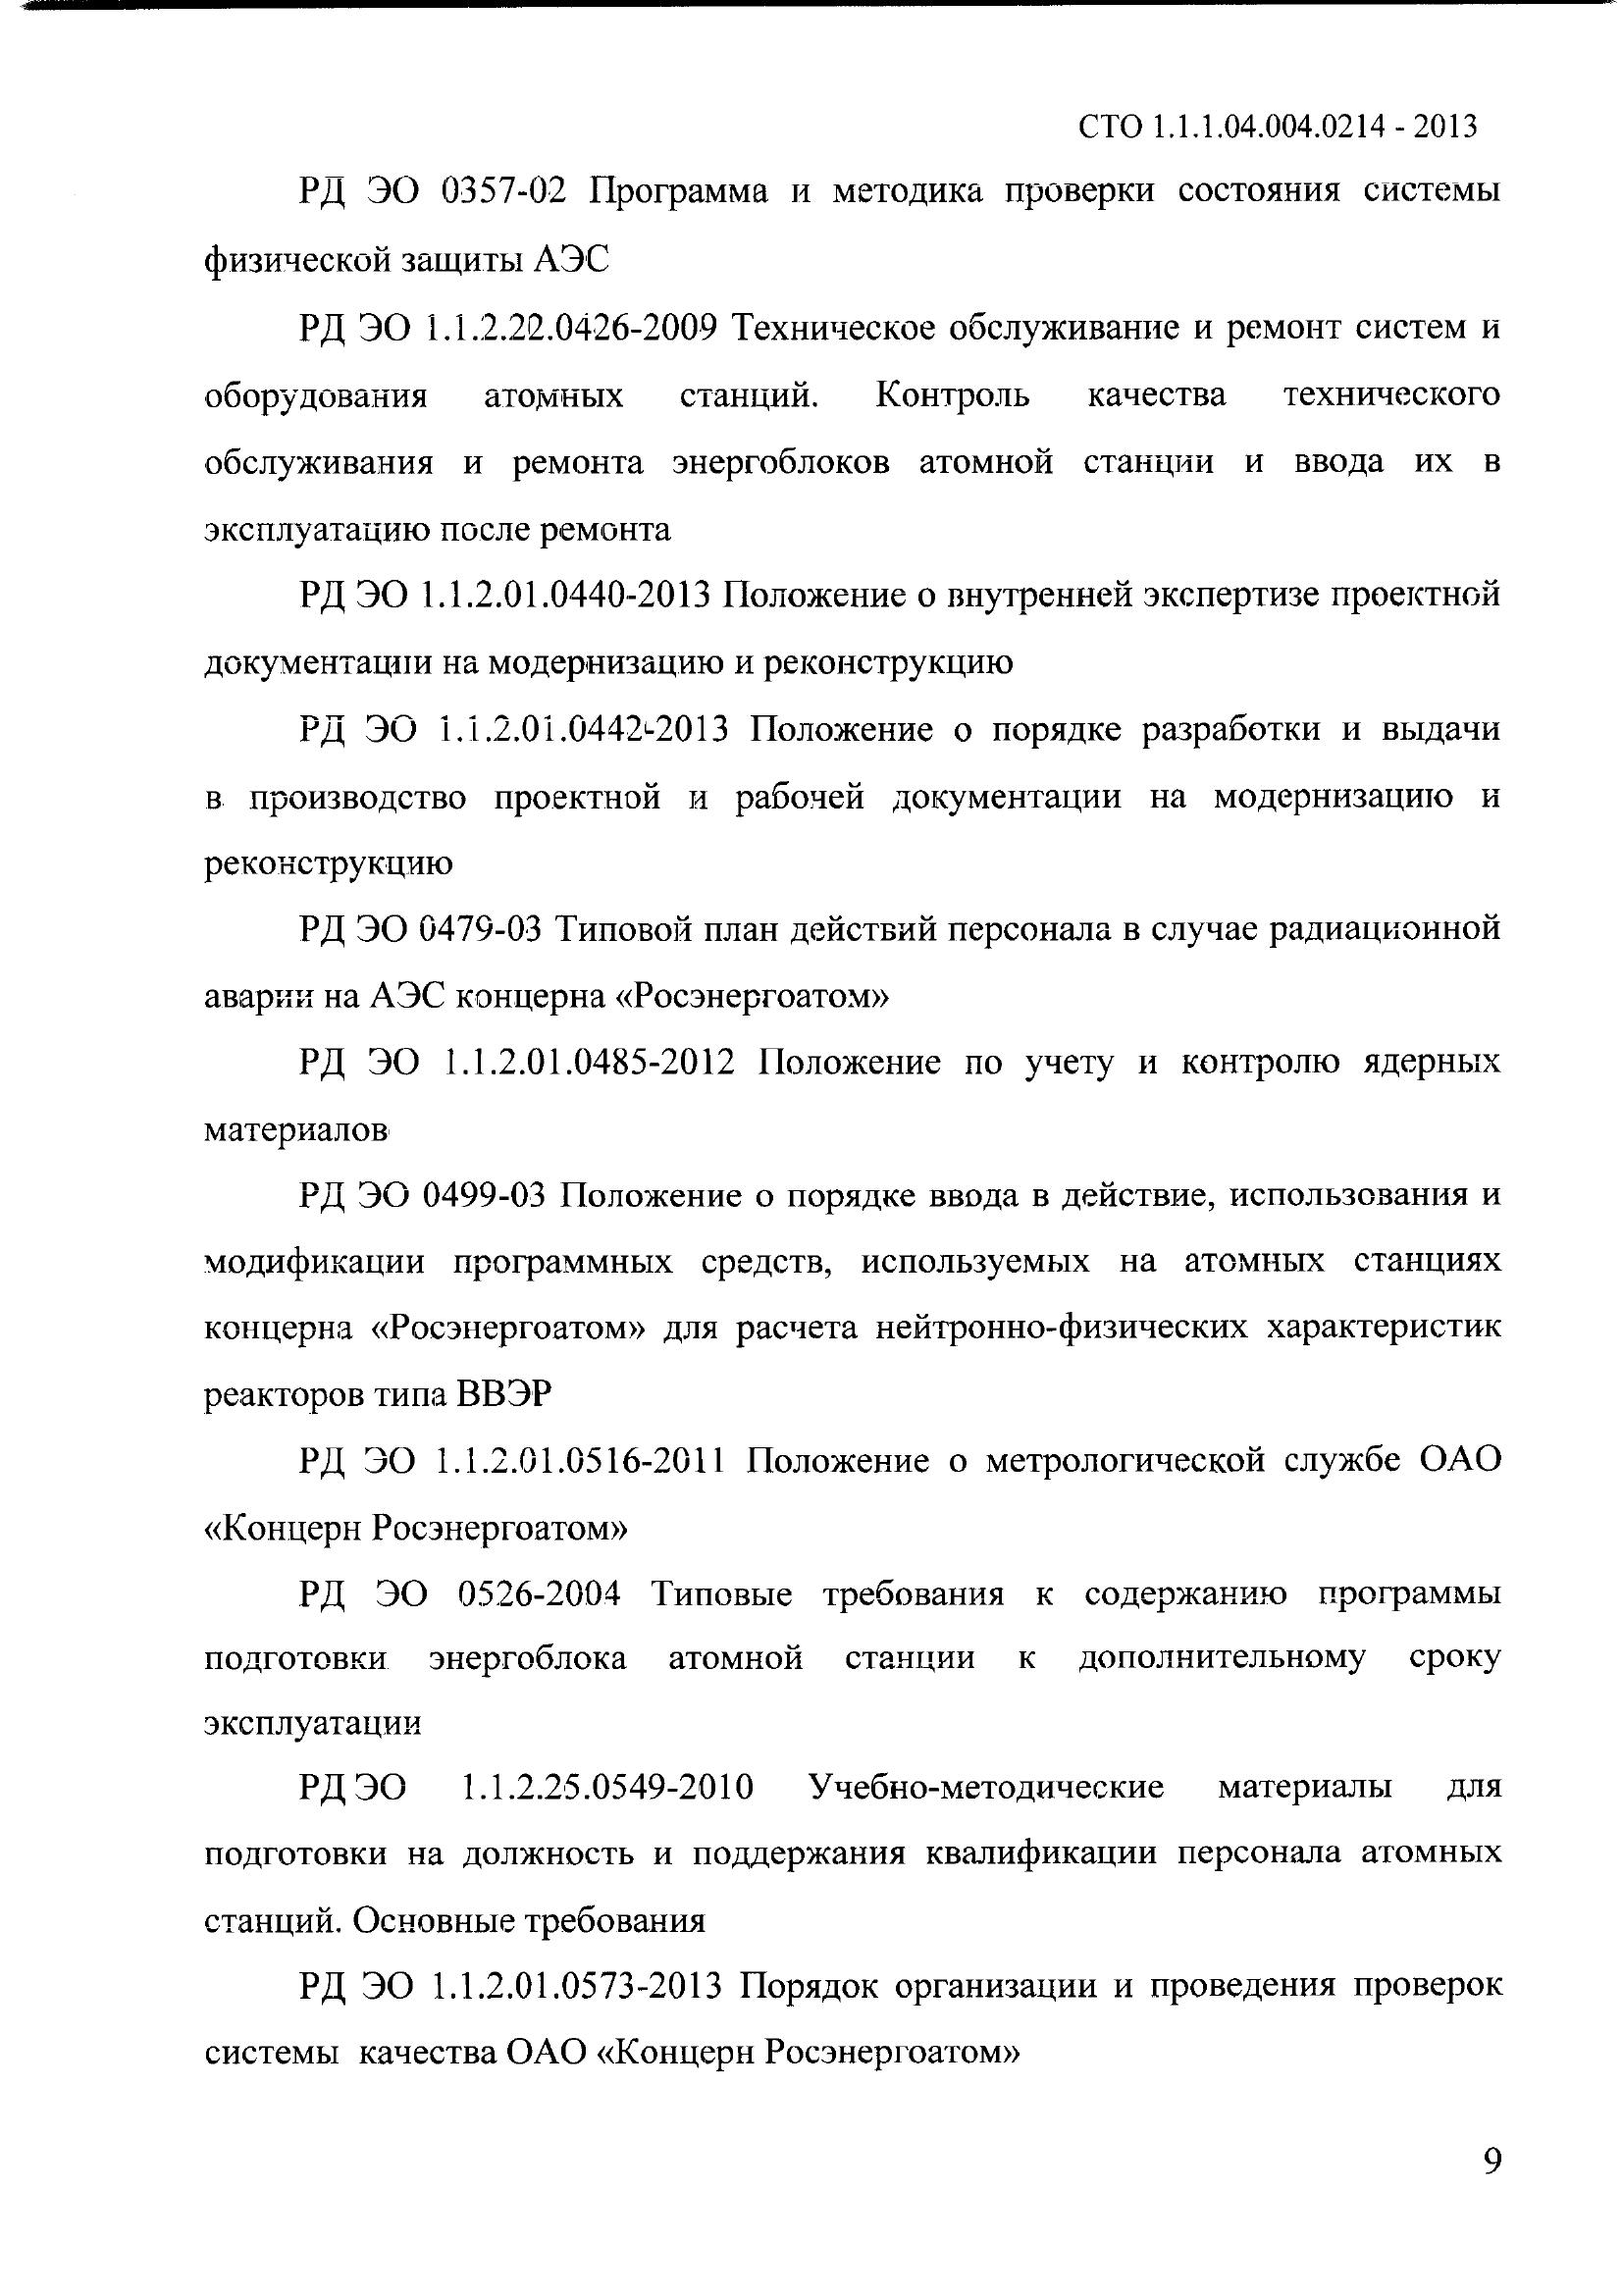 СТО 1.1.1.04.004.0214 - 2013
РД ЭО 0357-02 Программа и методика проверки состояния системы
физической защиты АЭС
РД ЭО 1.1.2.22.0426-2009 Техническое обслуживание и ремонт систем и
оборудования атомных станций. Контроль качества технического
обслуживания и ремонта энергоблоков атомной станции и ввода их в
эксплуатацию после ремонта
РД ЭО 1.1.2.01.0440-2013 Положение о внутренней экспертизе проектной
документации на модернизацию и реконструкцию
РД ЭО 1.1.2.01.0442-2013 Положение о порядке разработки и выдачи
в производство проектной и рабочей документации на модернизацию и
реконструкцию
РД ЭО 0479-03 Типовой план действий персонала в случае радиационной
аварии на АЭС концерна «Росэнергоатом»
РД ЭО 1.1.2.01.0485-2012 Положение по учету и контролю ядерных
материалов
РД ЭО 0499-03 Положение о порядке ввода в действие, использования и
модификации программных средств, используемых на атомных станциях
концерна «Росэнергоатом» для расчета нейтронно-физических характеристик
реакторов типа ВВЭР
РД ЭО 1.1.2.01.0516-2011 Положение о метрологической службе ОАО
«Концерн Росэнергоатом»
РД ЭО 0526-2004 Типовые требования к содержанию программы
подготовки энергоблока атомной станции к дополнительному сроку
эксплуатации
РД ЭО 1.1.2.25.0549-2010 Учебно-методические материалы для
подготовки на должность и поддержания квалификации персонала атомных
станций. Основные требования
РД ЭО 1.1.2.01.0573-2013 Порядок организации и проведения проверок
системы качества ОАО «Концерн Росэнергоатом»
9